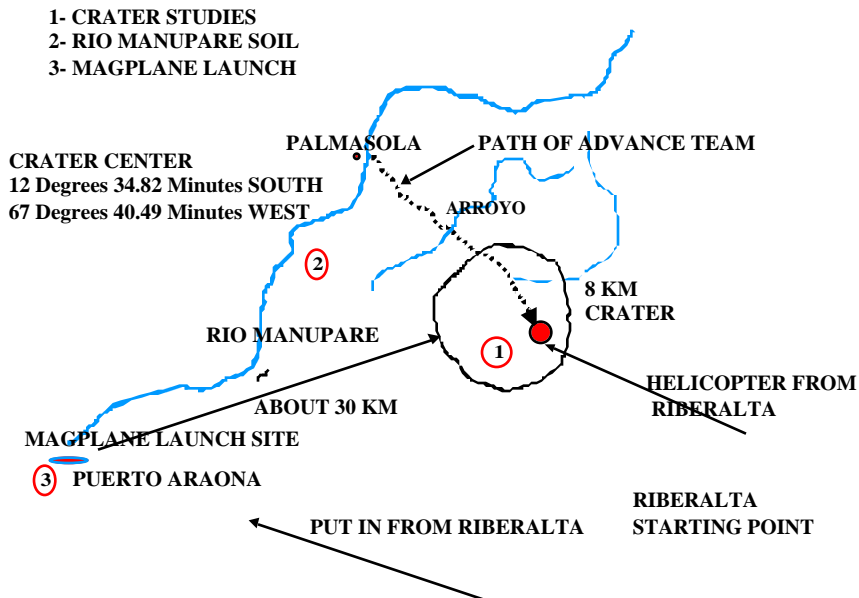 1- CRATER STUDIES
2- RIO MANUPARE SOIL
3- MAGPLANE LAUNCH
PALMASOLA
PATH OF ADVANCE TEAM
CRATER CENTER
12 Degrees 34.82 Minutes SOUTH
67 Degrees 40.49 Minutes WEST
ARROYO
2
8 KM
CRATER
RIO MANUPARE
1
HELICOPTER FROM
RIBERALTA
ABOUT 30 KM
MAGPLANE LAUNCH SITE
3
PUERTO ARAONA
RIBERALTA
STARTING POINT
PUT IN FROM RIBERALTA